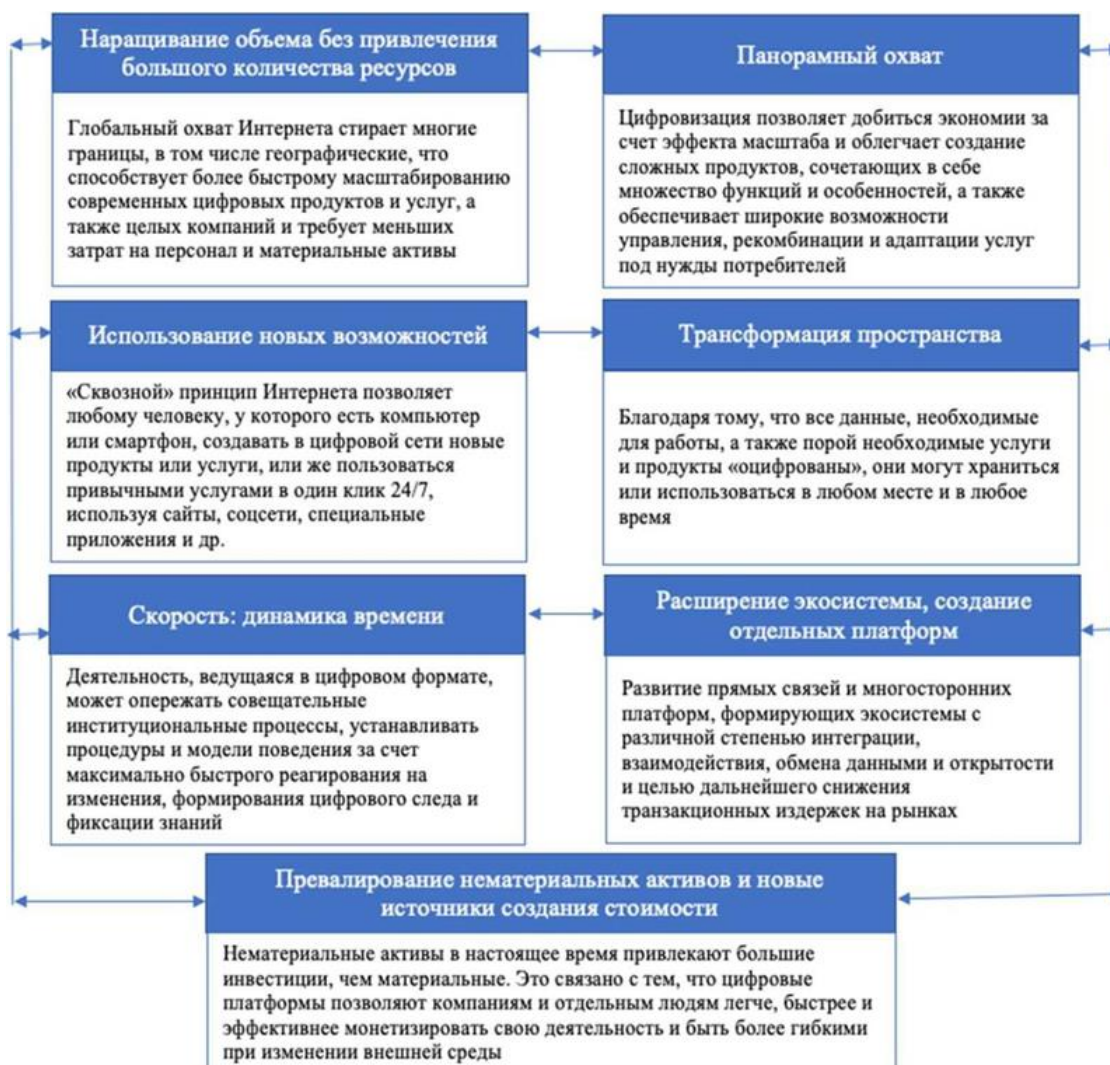 Наращивание объема без привлечения
большого количества ресурсов
Глобальный охват Интернета стирает многие
границы, в том числе географические, что
способствует более быстрому масштабированию
современных цифровых продуктов и услуг, а
также целых компаний и требует меньших
затрат на персонал и материальные активы
Панорамный охват
Цифровизация позволяет добиться экономии за
счет эффекта масштаба и облегчает создание
сложных продуктов, сочетающих в себе
множество функций и особенностей, а также
обеспечивает широкие возможности
управления, рекомбинации и адаптации услуг
под нужды потребителей
Использование новых возможностей
«Сквозной» принцип Интернета позволяет
любому человеку, у которого есть компьютер
или смартфон, создавать в цифровой сети новые
продукты или услуги, или же пользоваться
привычными услугами в один клик 24/7,
используя сайты, соцсети, специальные
приложения и др.
Трансформация пространства
Благодаря тому, что все данные, необходимые
для работы, а также порой необходимые услуги
и продукты «оцифрованы», они могут храниться
или использоваться в любом месте и в любое
время
Скорость: динамика времени
Деятельность, ведущаяся в цифровом формате,
может опережать совещательные
институциональные процессы, устанавливать
процедуры и модели поведения за счет
максимально быстрого реагирования на
изменения, формирования цифрового следа и
фиксации знаний
Расширение экосистемы, создание
отдельных платформ
Развитие прямых связей и многосторонних
платформ, формирующих экосистемы с
различной степенью интеграции,
взаимодействия, обмена данными и открытости
и целью дальнейшего снижения
транзакционных издержек на рынках
Превалирование нематериальных активов и новые
источники создания стоимости
Нематериальные активы в настоящее время привлекают большие
инвестиции, чем материальные. Это связано с тем, что цифровые
платформы позволяют компаниям и отдельным людям легче, быстрее и
эффективнее монетизировать свою деятельность и быть более гибкими
при изменении внешней среды